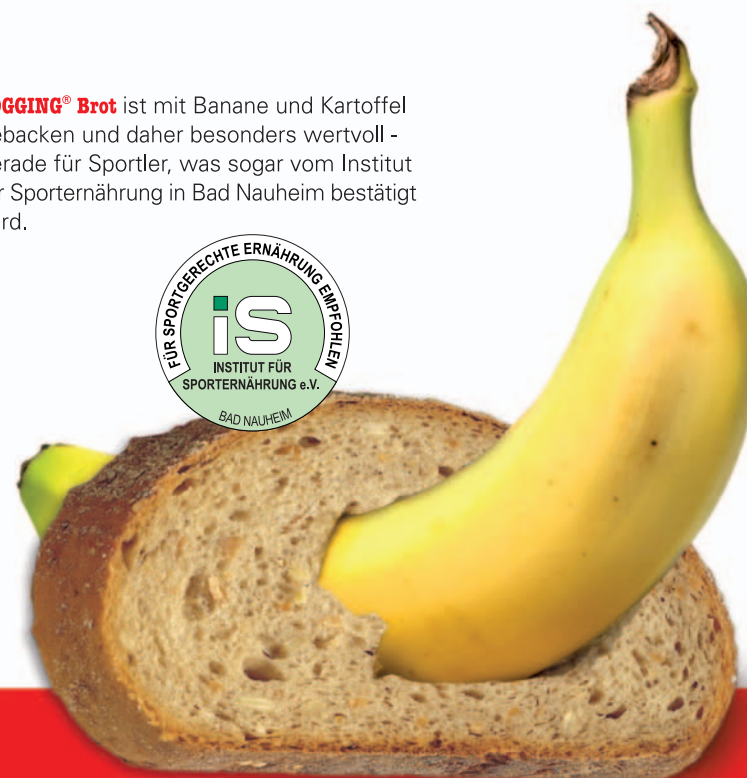 OGGING® Brot ist mit Banane und Kartoffel
ebacken und daher besonders wertvoll -
erade für Sportler, was sogar vom Institut
r Sporternährung in Bad Nauheim bestätigt
rd.
FÜR SPORTGERECHTE ERNÄHRUNG EMPFOHLEN
iS
INSTITUT FÜR
SPORTERNÄHRUNG e.V.
BAD NAUHEIM